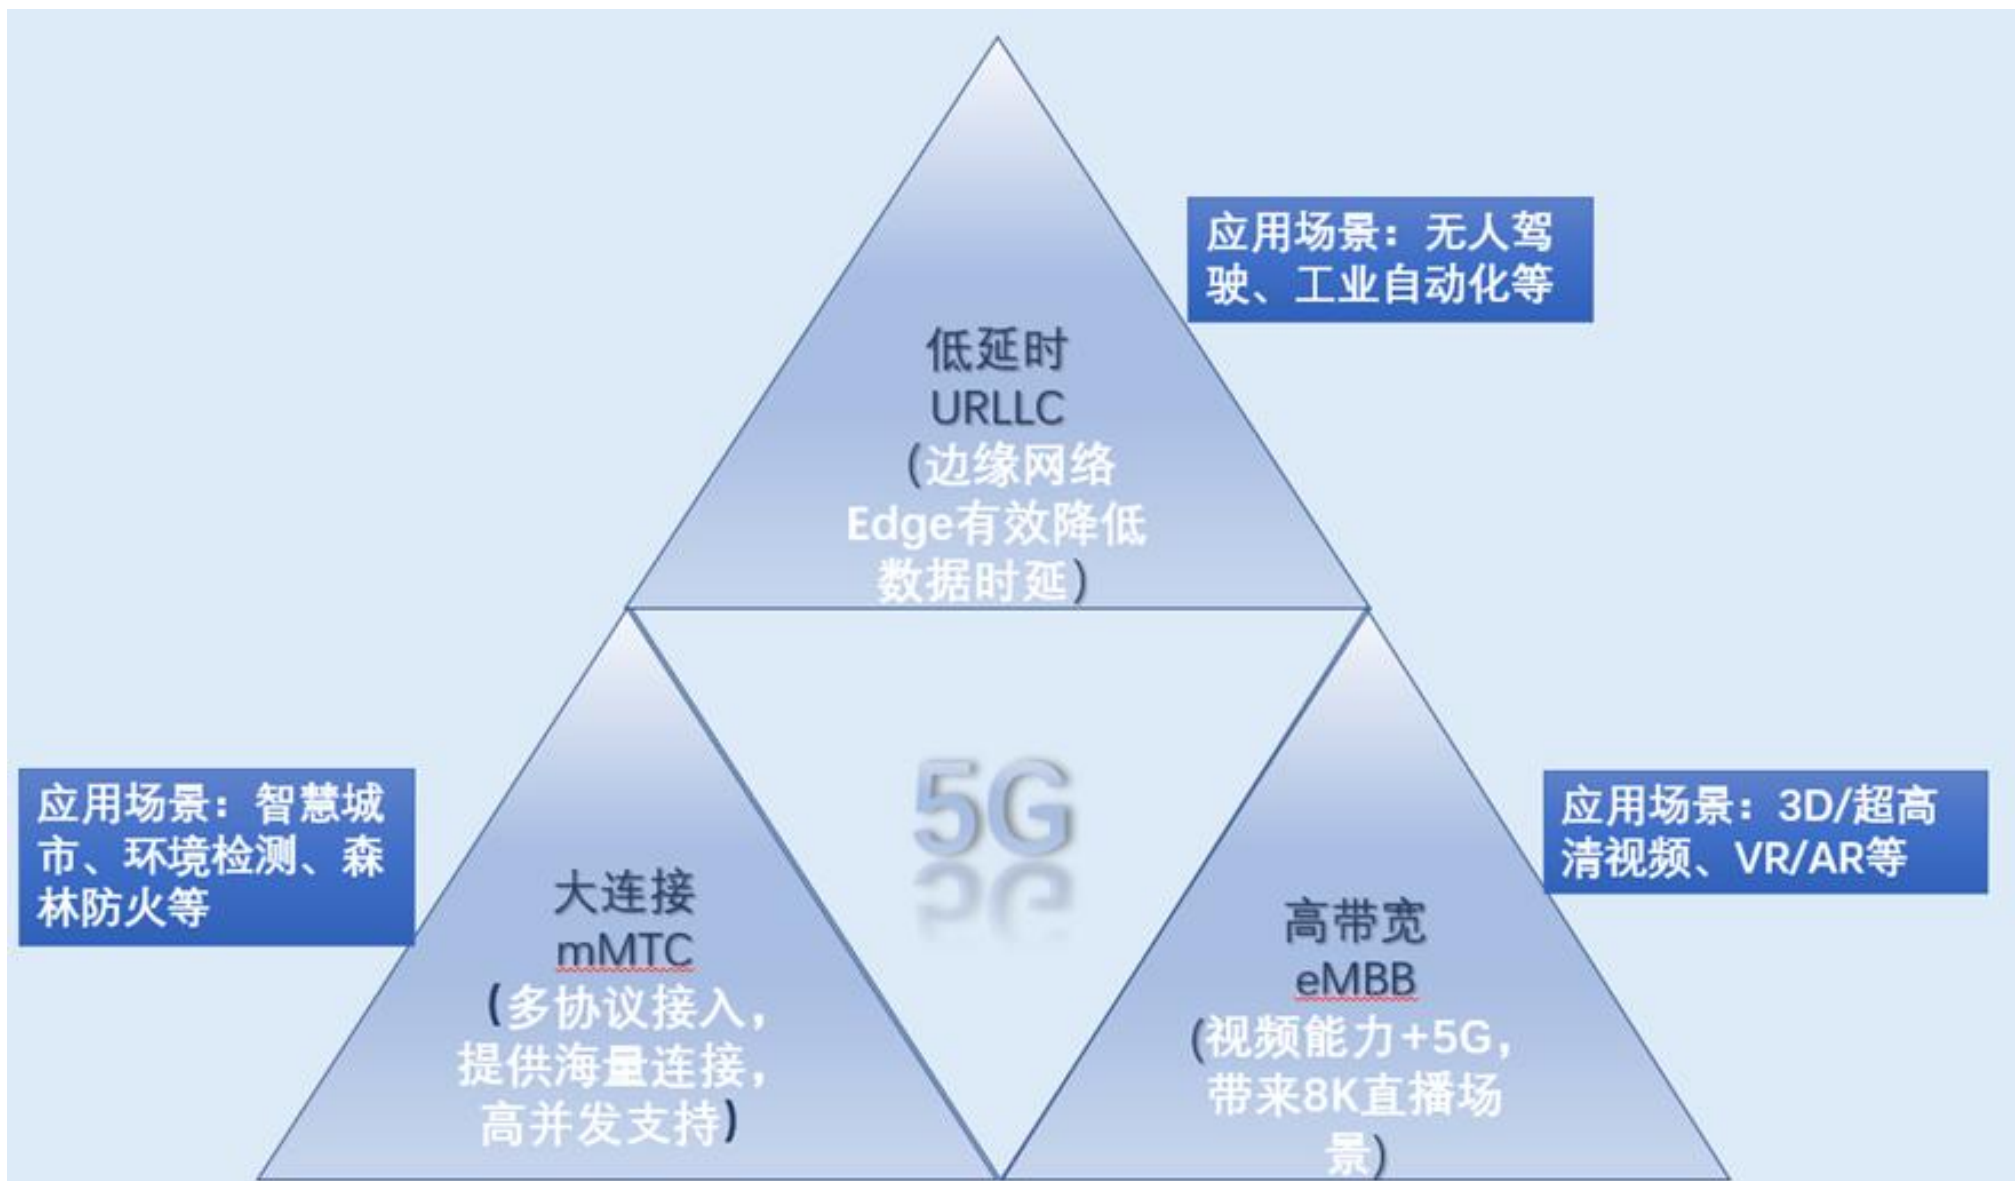 应用场景：无人驾
驶、工业自动化等
低延时
URLLC
(边缘网络
Edge有效降低
数据时延)
5G
应用场景：智慧城
市、环境检测、森
林防火等
大连接
mMTC
(多协议接入，
提供海量连接，
高并发支持)
应用场景：3D/超高
清视频、VR/AR等
高带宽
eMBB
(视频能力+5G，
带来8K直播场
景)